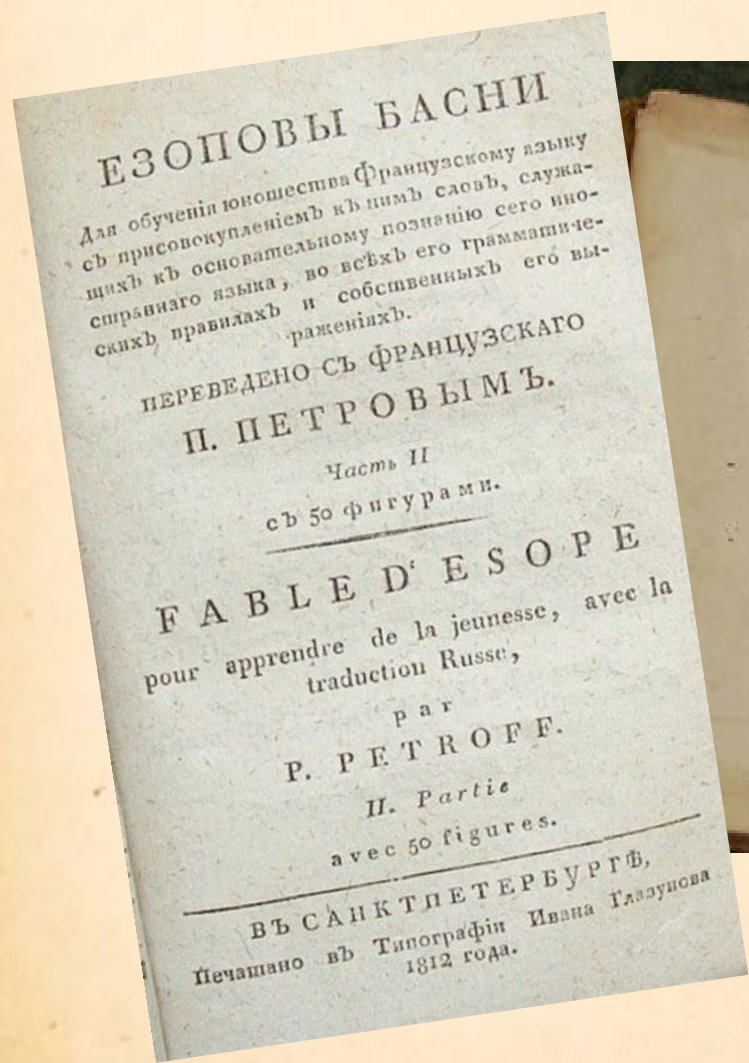 ЕЗОПОВЫ БАСНИ
Для обученія юношества Французскому языку
съ присовокупленіемъ къ нимъ словъ, служа-
щихъ къ основательному познанію сего ино-
страннаго языка, во всѣхъ его грамматиче-
скихъ правилахъ и собственныхъ его вы-
раженіяхъ.
ПЕРЕВЕДЕНО СЪ ФРАНЦУЗСКАГО
П. ПЕТРОВЫМЪ.
Часть II
съ 50 фигурами.
FABLE D' ESOPE
pour apprendre de la jeunesse, avec la
traduction Russe,
par
P. PETROFF.
II. Partie
avec 50 figures.
ВЪ САНКТПЕТЕРБУРГѢ,
Печатано въ Типографіи Ивана Глазунова
1812 года.